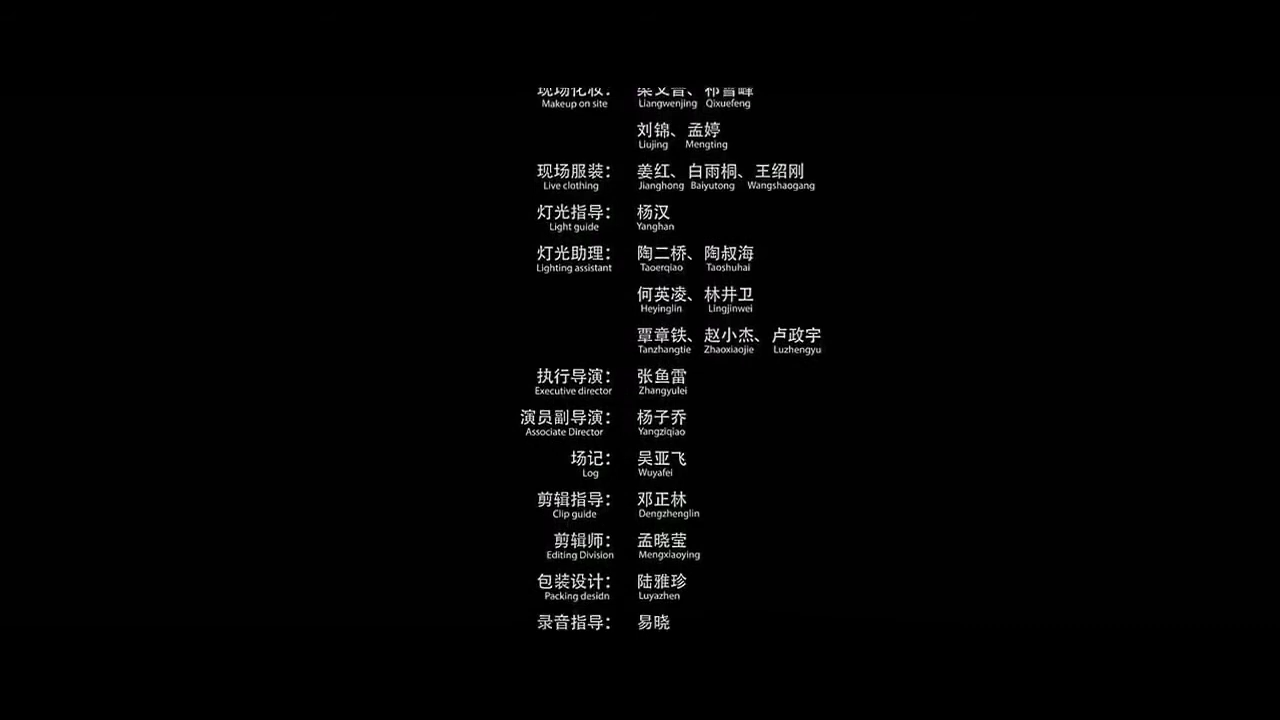 现场化妆：
Makeup on site Liangwenjing Qixuefeng
刘锦、孟婷
Liujing Mengting
现场服装： 姜红、白雨桐、王绍刚
Live clothing Jianghong Baiyutong Wangshaogang
灯光指导： 杨汉
Light guide Yanghan
灯光助理： 陶二桥、陶叔海
Lighting assistant Taoerqiao Taoshuhai
何英凌、林井卫
Heyinglin Lingjinwei
覃章铁、赵小杰、卢政宇
Tanzhangtie Zhaoxiaojie Luzhengyu
执行导演： 张鱼雷
Executive director Zhangyulei
演员副导演： 杨子乔
Associate Director Yangziqiao
场记： 吴亚飞
Log Wuyafei
剪辑指导： 邓正林
Clip guide Dengzhenglin
剪辑师： 孟晓莹
Editing Division Mengxiaoying
包装设计： 陆雅珍
Packing desidn Luyazhen
录音指导： 易晓